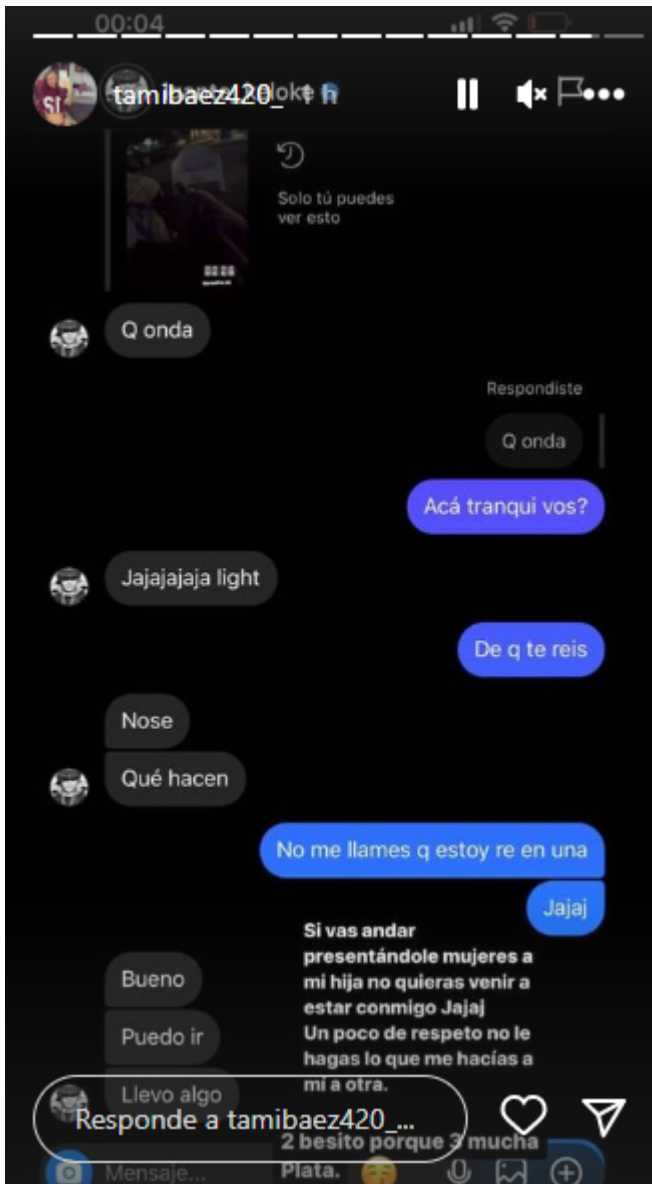 00:04
tamibaez420_ 1 h
Solo tú puedes
ver esto
Q onda
Respondiste
Q onda
Acá tranqui vos?
Jajajajaja light
De q te reis
Nose
Qué hacen
No me llames q estoy re en una
Jajaj
Si vas andar
presentándole mujeres a
mi hija no quieras venir a
estar conmigo Jajaj
Un poco de respeto no le
hagas lo que me hacías a
mí a otra.
Bueno
Puedo ir
Llevo algo
Responde a tamibaez420_...
2 besito porque 3 mucha
Plata.
Mensaje...